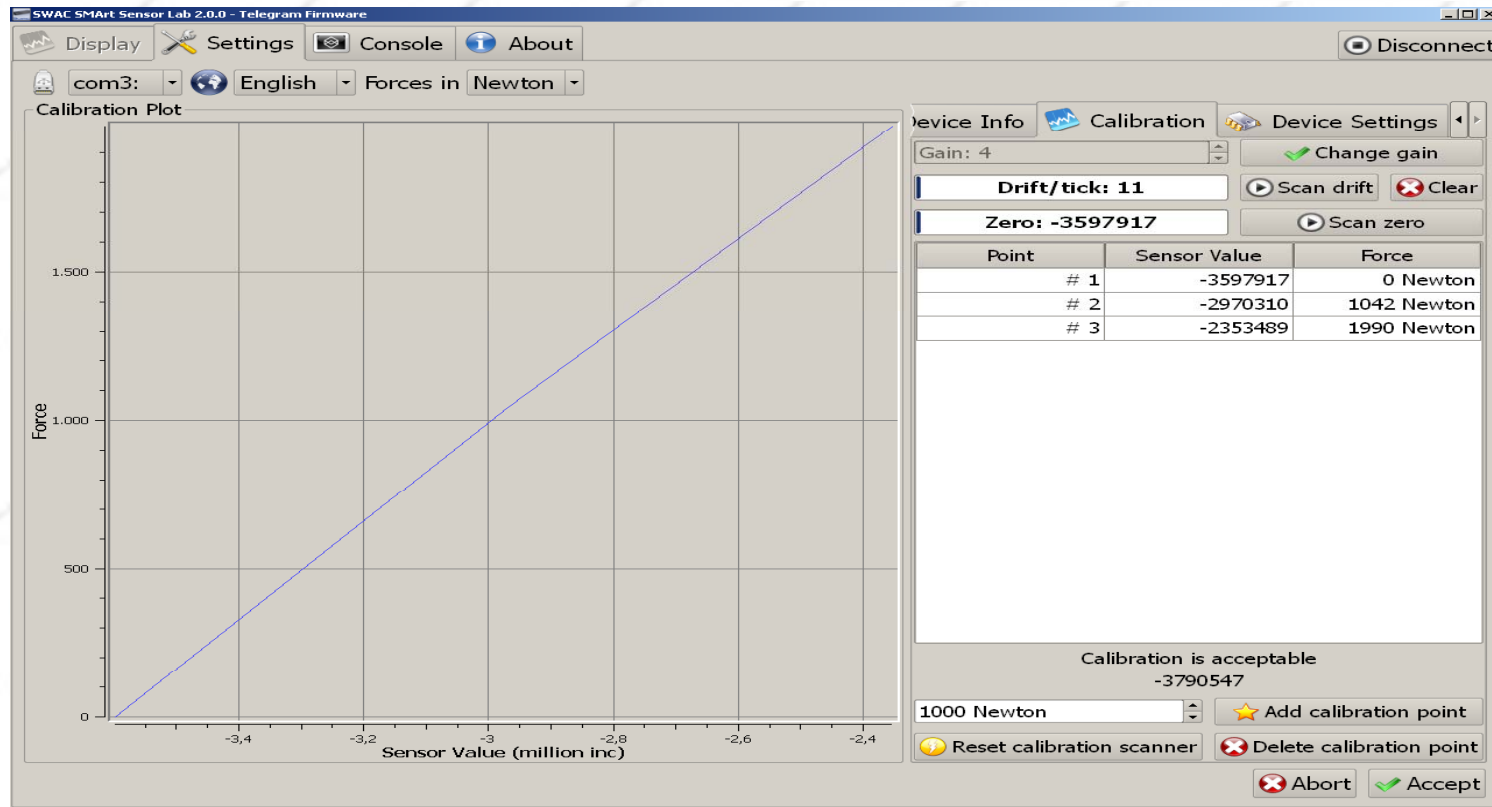 SWAC SMArt Sensor Lab 2.0.0 - Telegram Firmware
Display Settings Console About Disconnect
com3: English Forces in Newton
Calibration Plot
1.500
1.000
500
0
Force
-3,4 -3,2 -3 -2,8 -2,6 -2,4
Sensor Value (million inc)
evice Info Calibration Device Settings
Gain: 4 Change gain
Drift/tick: 11 Scan drift Clear
Zero: -3597917 Scan zero
Point Sensor Value Force
# 1 -3597917 0 Newton
# 2 -2970310 1042 Newton
# 3 -2353489 1990 Newton
Calibration is acceptable
-3790547
1000 Newton Add calibration point
Reset calibration scanner Delete calibration point
Abort Accept